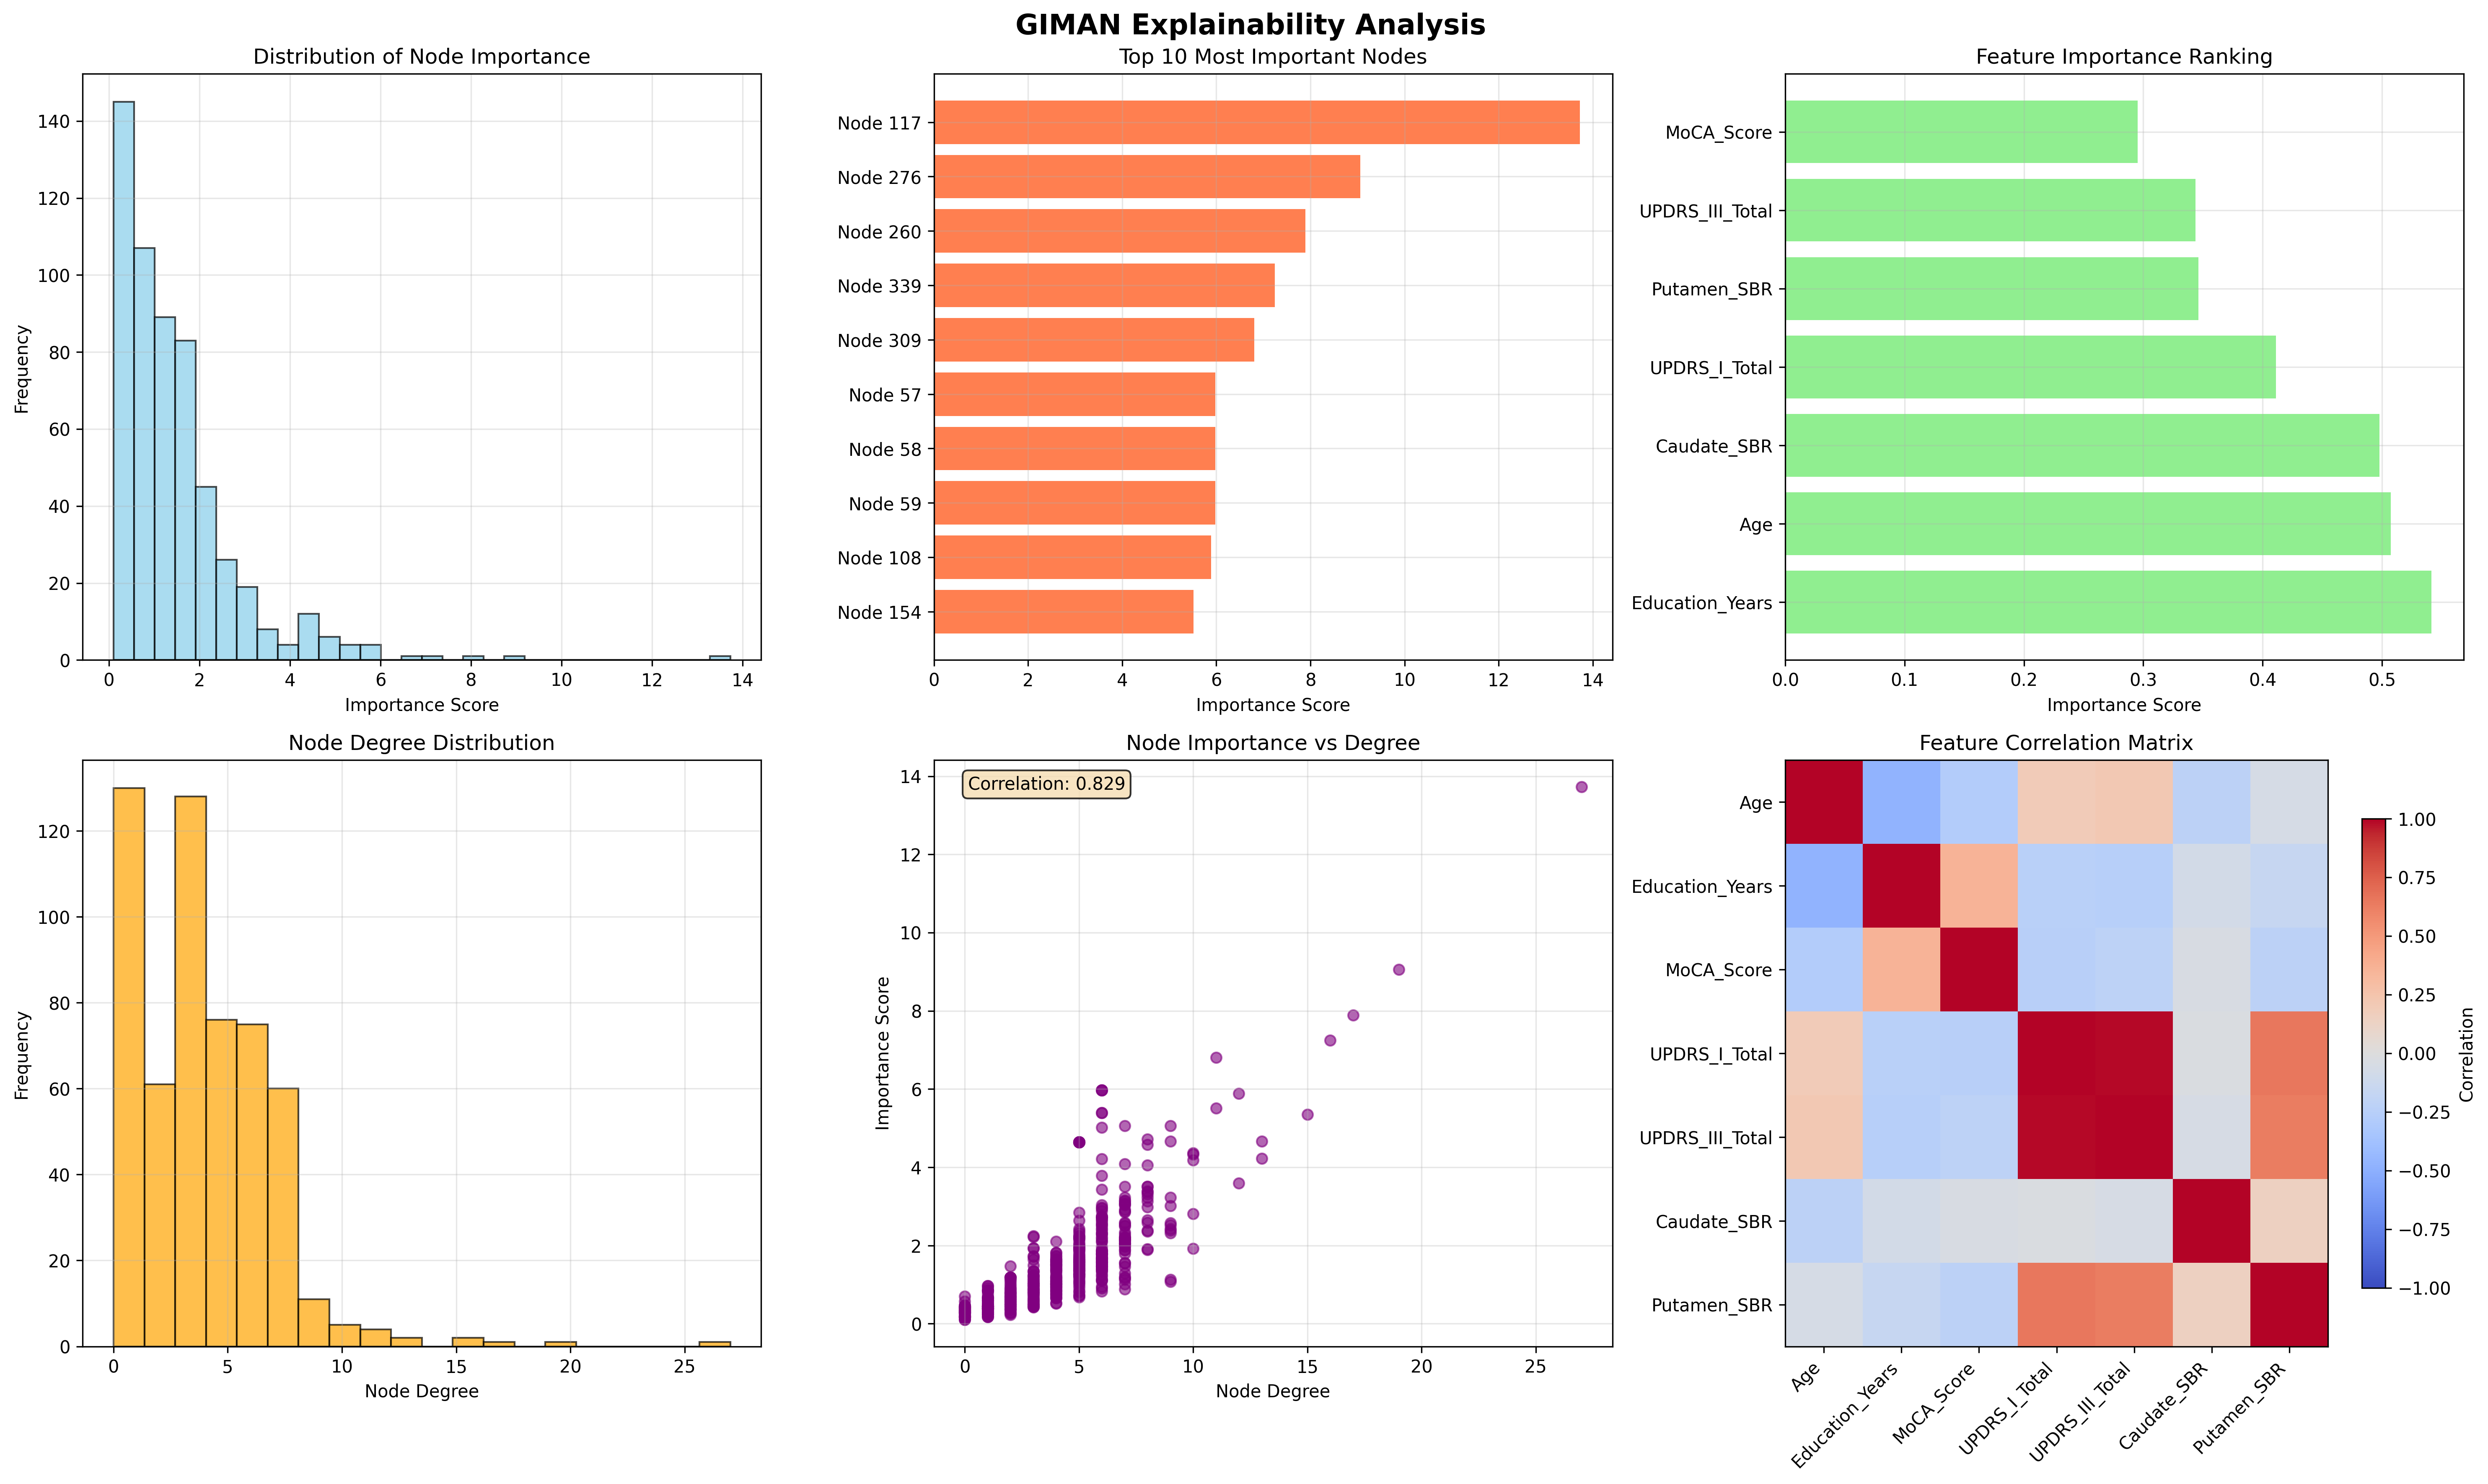 GIMAN Explainability Analysis
Distribution of Node Importance
140
120
100
80
60
40
20
0
Frequency
0 2 4 6 8 10 12 14
Importance Score
Top 10 Most Important Nodes
Node 117
Node 276
Node 260
Node 339
Node 309
Node 57
Node 58
Node 59
Node 108
Node 154
0 2 4 6 8 10 12 14
Importance Score
Feature Importance Ranking
MoCA_Score
UPDRS_III_Total
Putamen_SBR
UPDRS_I_Total
Caudate_SBR
Age
Education_Years
0.0 0.1 0.2 0.3 0.4 0.5
Importance Score
Node Degree Distribution
120
100
80
60
40
20
0
Frequency
0 5 10 15 20 25
Node Degree
Node Importance vs Degree
Correlation: 0.829
14
12
10
8
6
4
2
0
Importance Score
0 5 10 15 20 25
Node Degree
Feature Correlation Matrix
Age
Education_Years
MoCA_Score
UPDRS_I_Total
UPDRS_III_Total
Caudate_SBR
Putamen_SBR
Age
Education_Years
MoCA_Score
UPDRS_I_Total
UPDRS_III_Total
Caudate_SBR
Putamen_SBR
1.00
0.75
0.50
0.25
0.00
−0.25
−0.50
−0.75
−1.00
Correlation